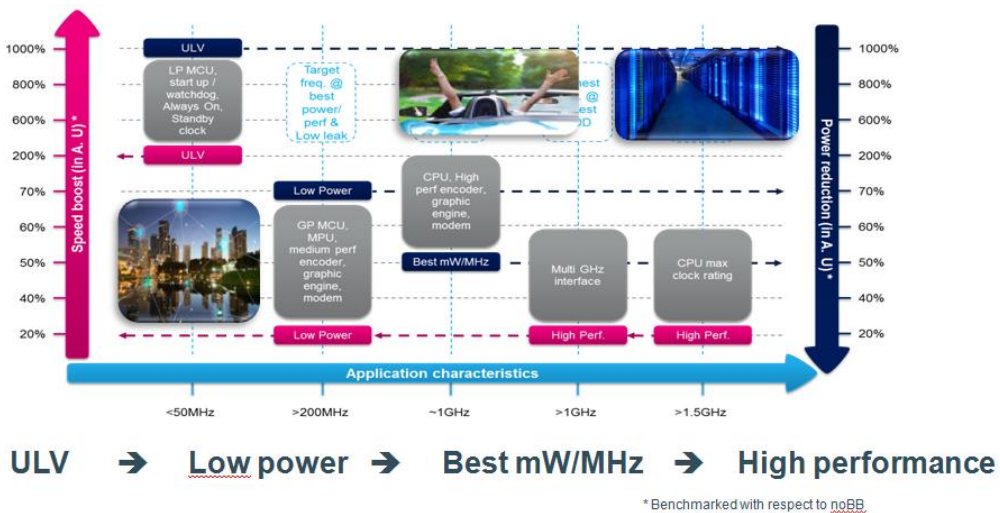 Speed boost (in A. U) *
1000%
800%
600%
200%
70%
60%
50%
40%
20%
ULV
LP MCU,
start up /
watchdog,
Always On,
Standby
clock
ULV
Target
freq. @
best
power/
perf &
Low leak
Low Power
GP MCU,
MPU,
medium perf
encoder,
graphic
engine,
modem
Low Power
CPU, High
perf encoder,
graphic
engine,
modem
Best mW/MHz
@
Multi GHz
interface
High Perf.
CPU max
clock rating
High Perf.
1000%
800%
600%
200%
70%
60%
50%
40%
20%
Power reduction (in A. U) *
Application characteristics
<50MHz
>200MHz
~1GHz
>1GHz
>1.5GHz
ULV → Low power → Best mW/MHz → High performance
* Benchmarked with respect to noBB